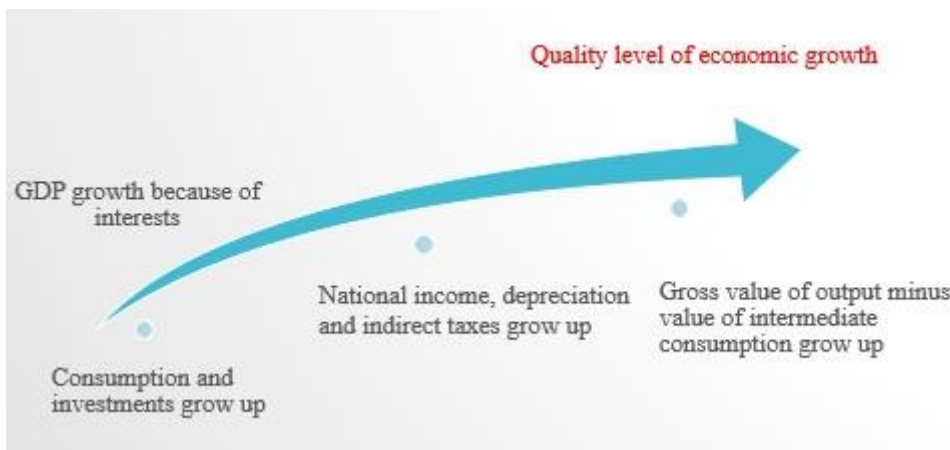 Quality level of economic growth
GDP growth because of
interests
National income, depreciation
and indirect taxes grow up
Gross value of output minus
value of intermediate
consumption grow up
Consumption and
investments grow up